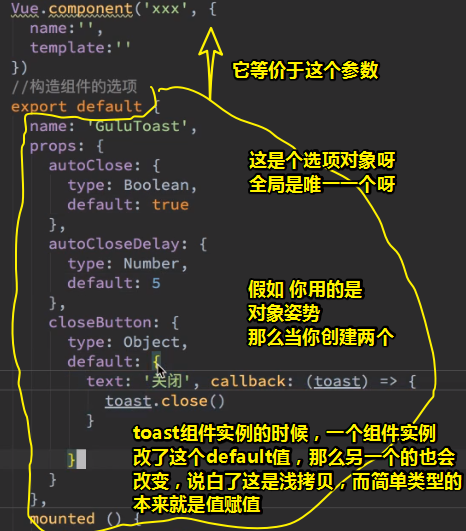 Vue.component('xxx', {
name:'',
template:''
})
它等价于这个参数
//构造组件的选项
export default {
name: 'GuluToast',
props: {
autoClose: {
type: Boolean,
default: true
},
这是个选项对象呀
全局是唯一一个呀
autoCloseDelay: {
type: Number,
default: 5
},
closeButton: {
type: Object,
default: {
假如 你用的是
对象姿势
那么当你创建两个
text: '关闭', callback: (toast) => {
toast.close()
}
}
}
},
mounted () {
toast组件实例的时候，一个组件实例
改了这个default值，那么另一个的也会
改变，说白了这是浅拷贝，而简单类型的
本来就是值赋值